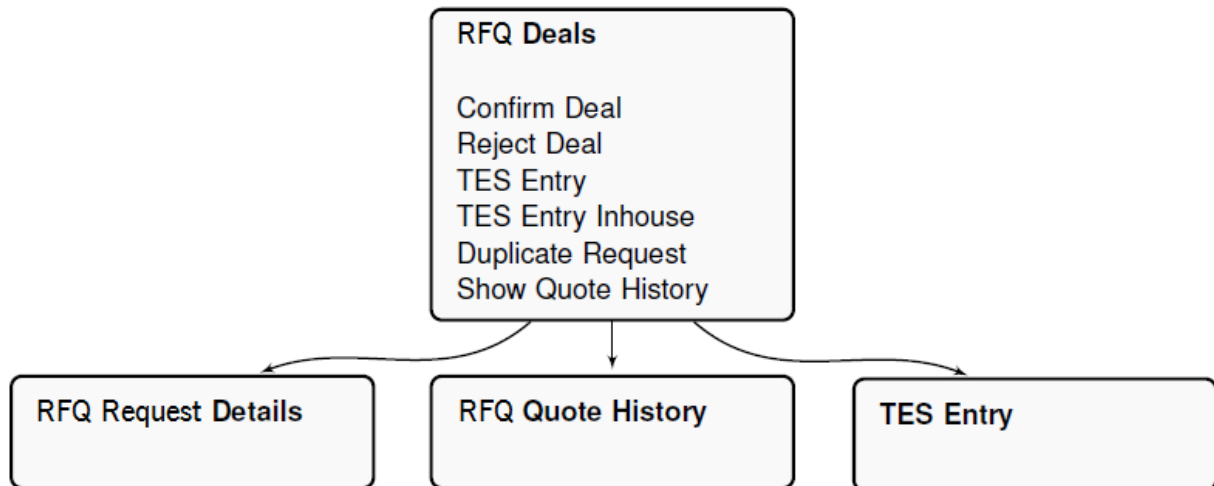 RFQ Deals
Confirm Deal
Reject Deal
TES Entry
TES Entry Inhouse
Duplicate Request
Show Quote History
RFQ Request Details
RFQ Quote History
TES Entry